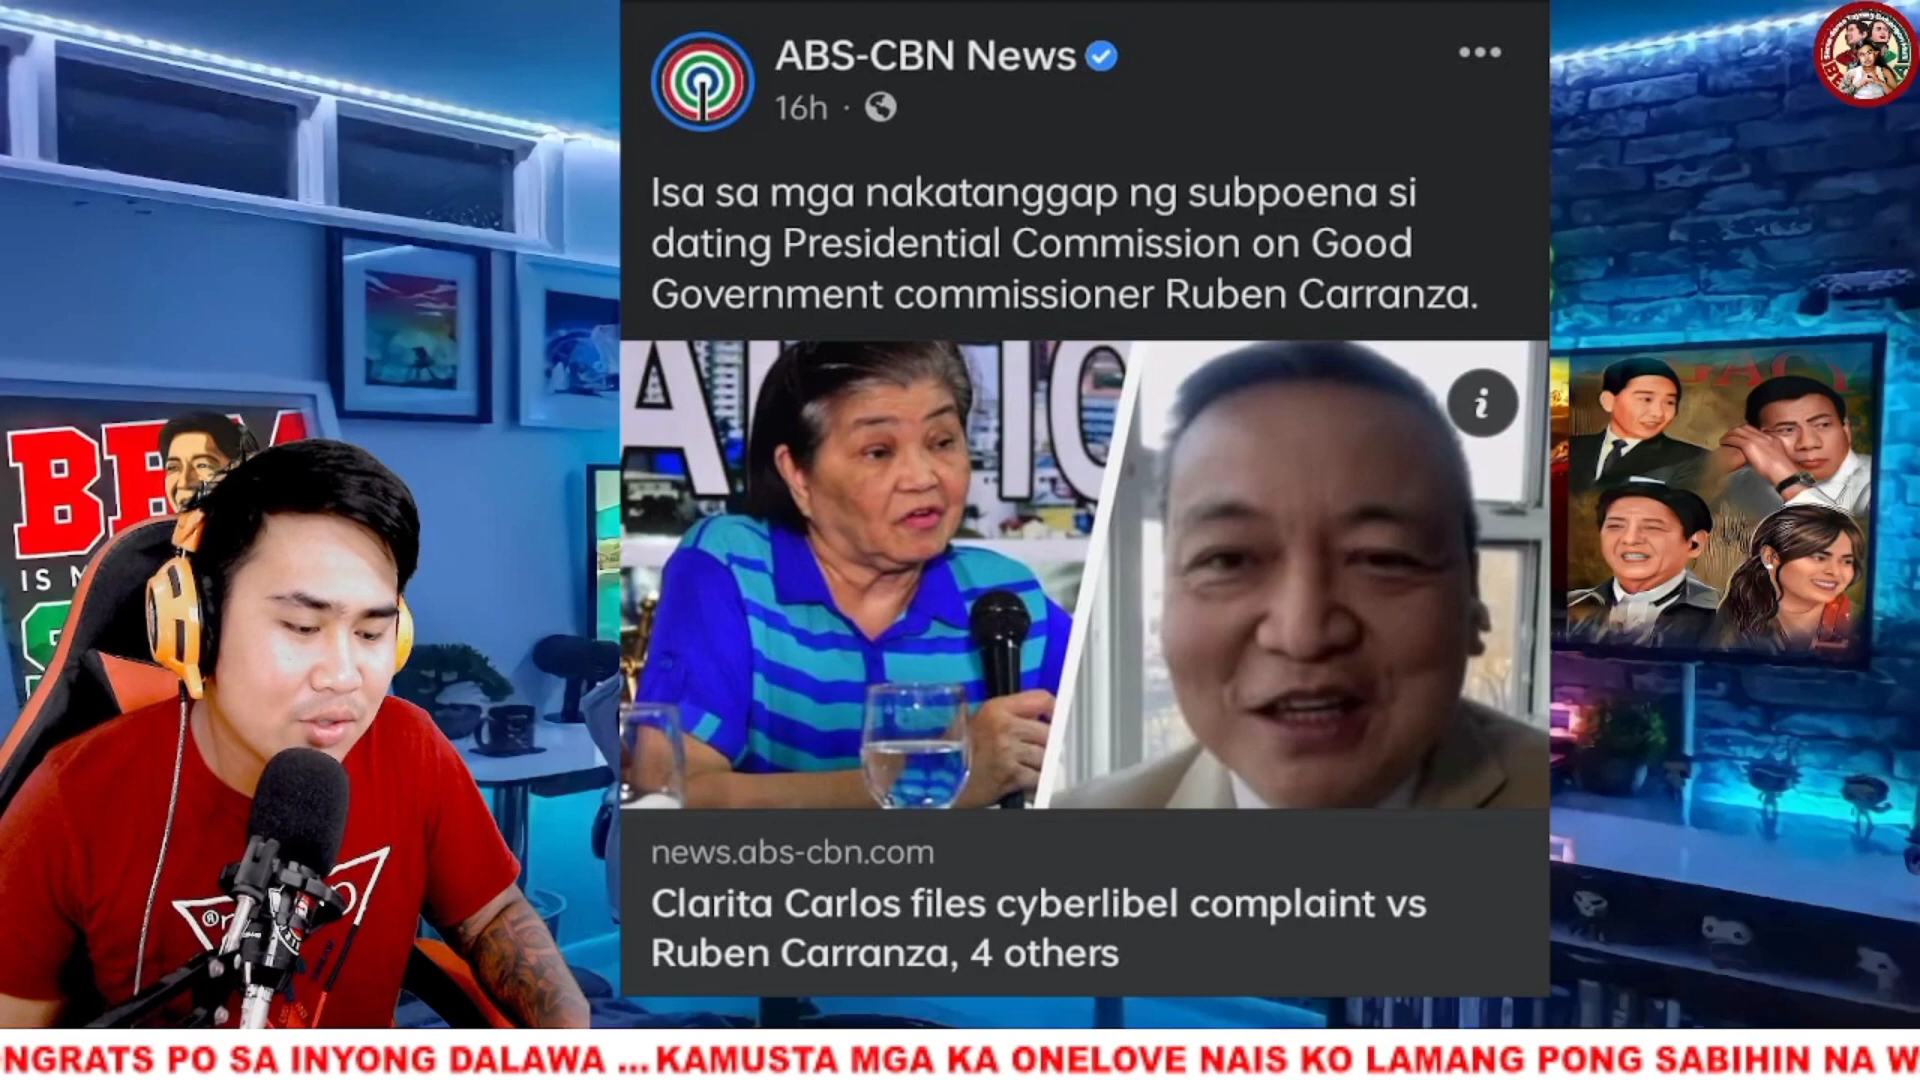 ABS-CBN News
16h ·
Isa sa mga nakatanggap ng subpoena si
dating Presidential Commission on Good
Government commissioner Ruben Carranza.
news.abs-cbn.com
Clarita Carlos files cyberlibel complaint vs
Ruben Carranza, 4 others
IS
NGRATS PO SA INYONG DALAWA ... KAMUSTA MGA KA ONELOVE NAIS KO LAMANG PONG SABIHIN NA W